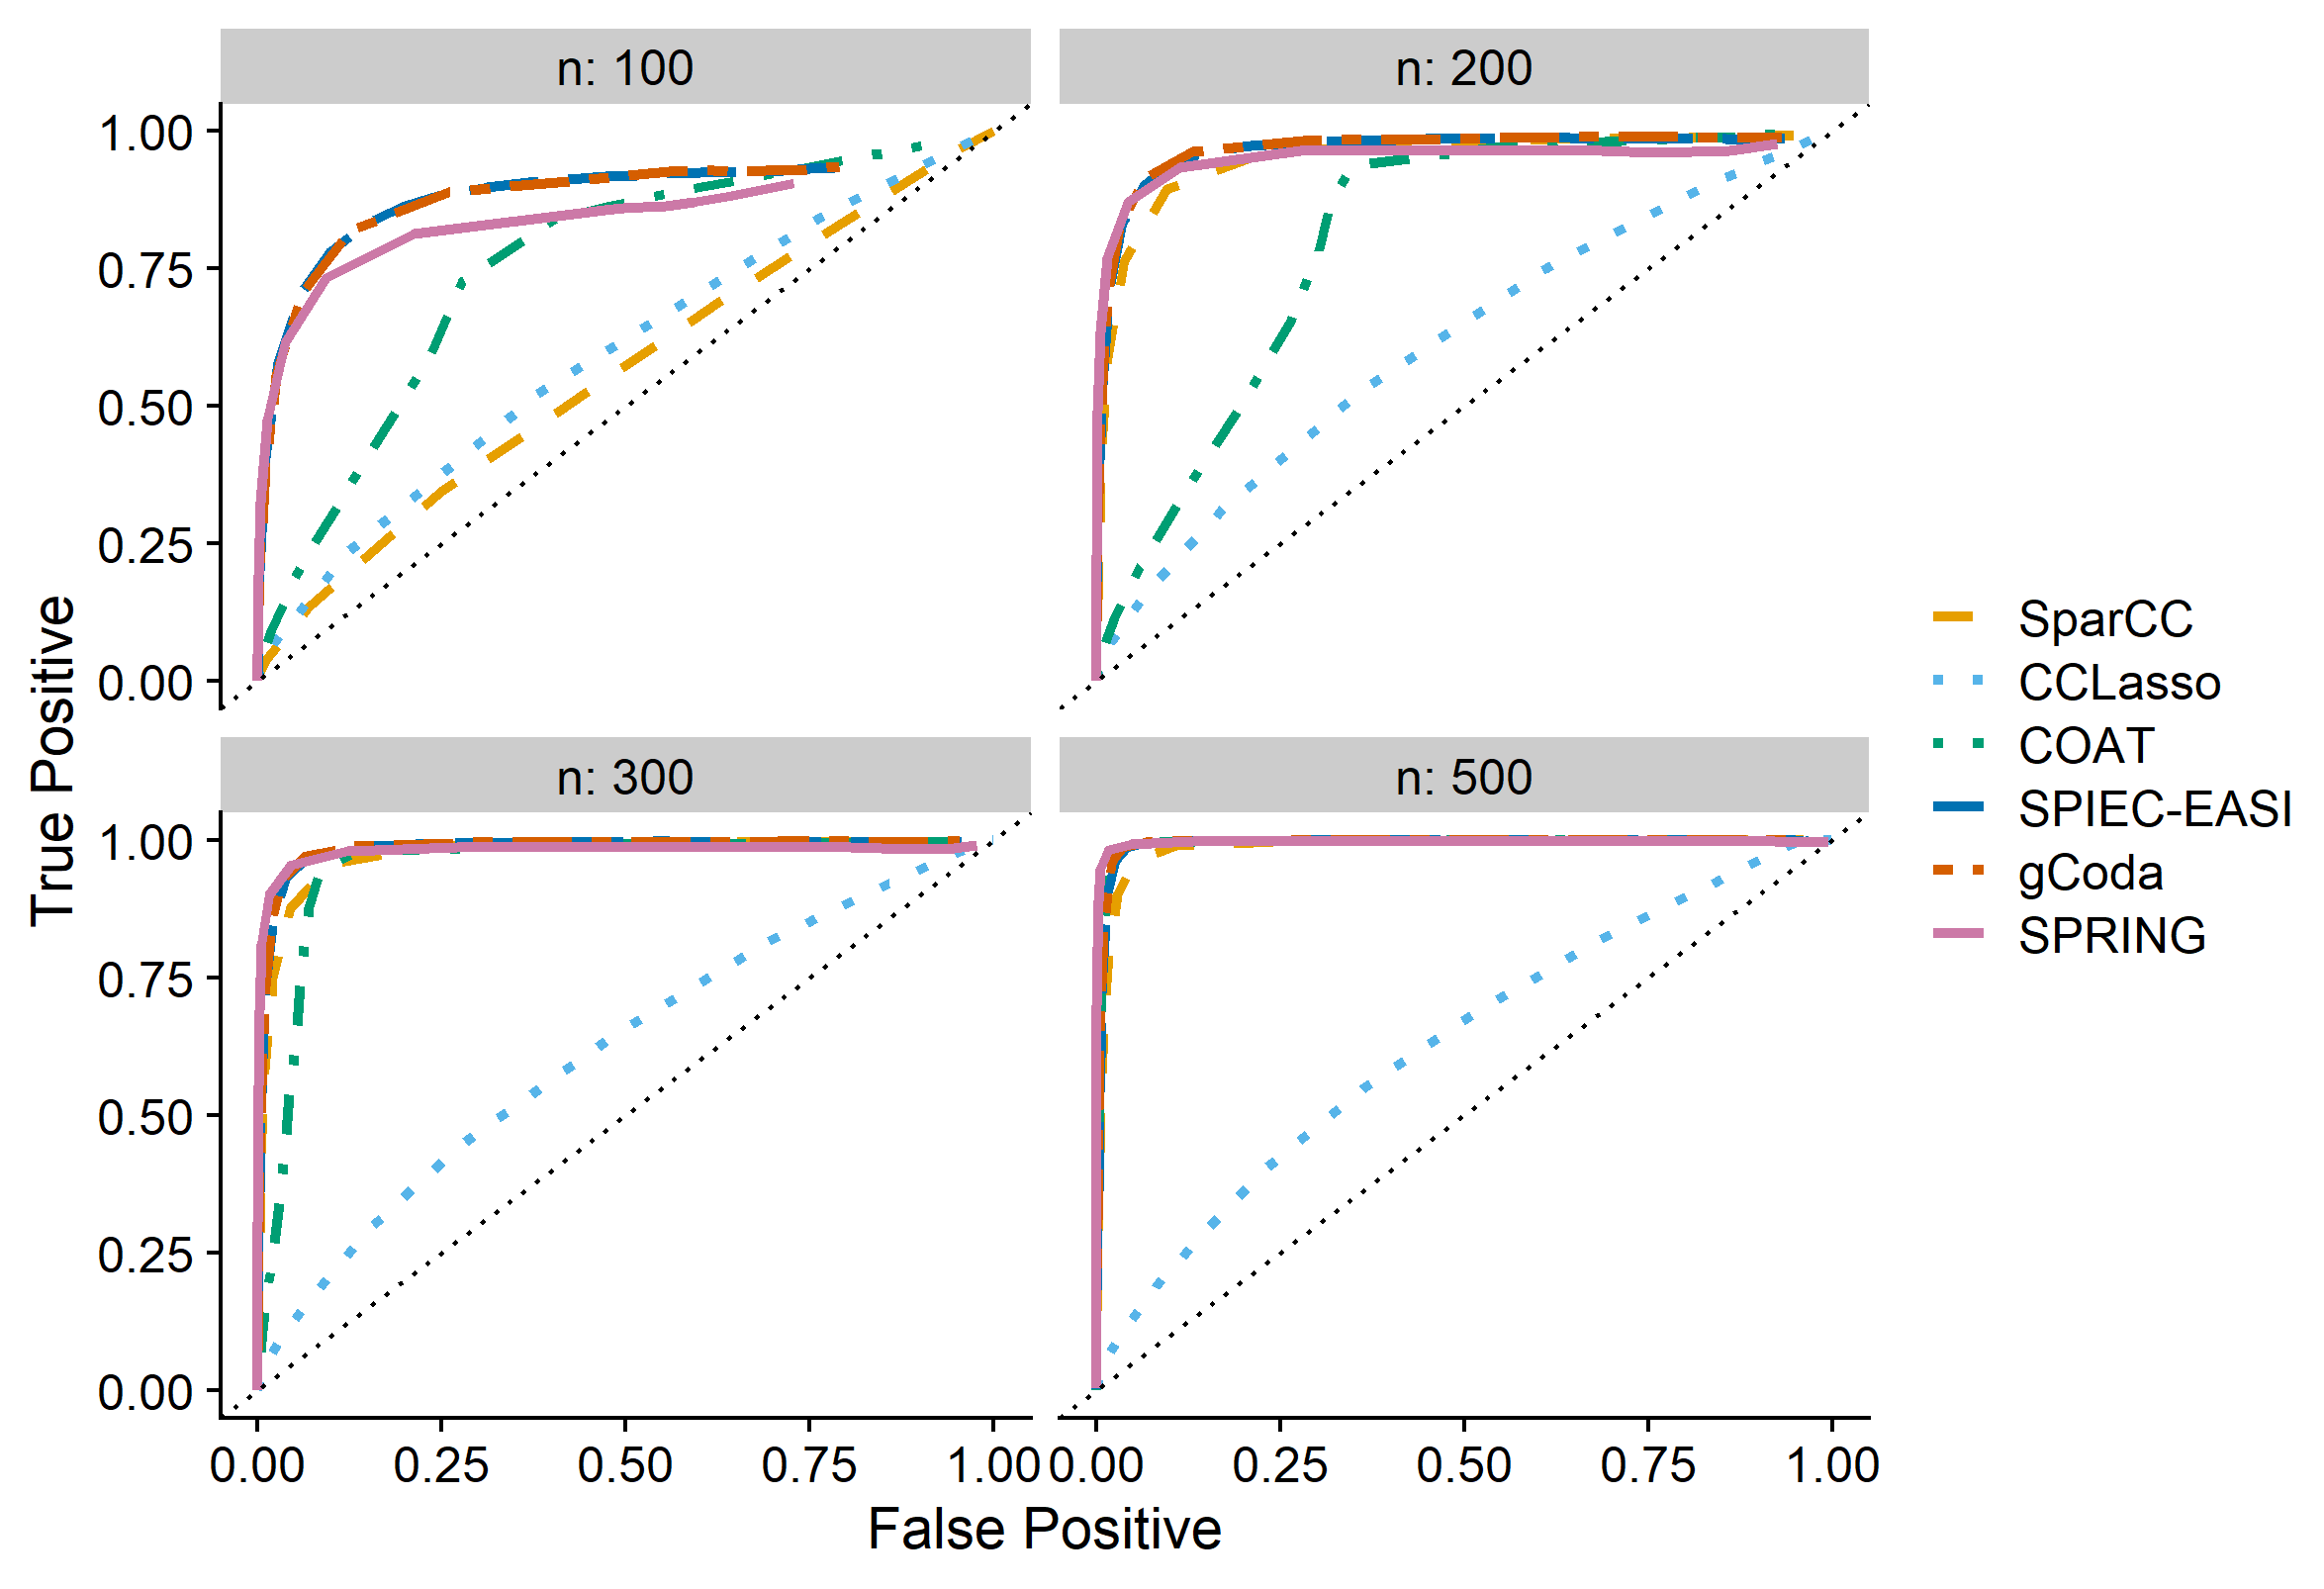 n: 100
n: 200
1.00
0.75
0.50
0.25
0.00
n: 300
n: 500
1.00
0.75
0.50
0.25
0.00
0.00 0.25 0.50 0.75 1.00
0.00 0.25 0.50 0.75 1.00
False Positive
True Positive
SparCC
CCLasso
COAT
SPIEC-EASI
gCoda
SPRING